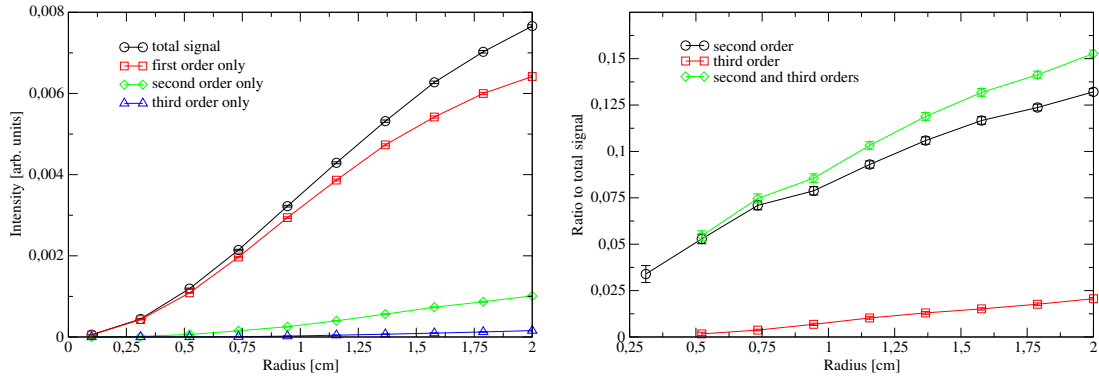 0,008
0,006
0,004
0,002
0
Intensity [arb. units]
total signal
first order only
second order only
third order only
0 0,25 0,5 0,75 1 1,25 1,5 1,75 2
Radius [cm]
0,15
0,125
0,1
0,075
0,05
0,025
0
Ratio to total signal
second order
third order
second and third orders
0,25 0,5 0,75 1 1,25 1,5 1,75 2
Radius [cm]